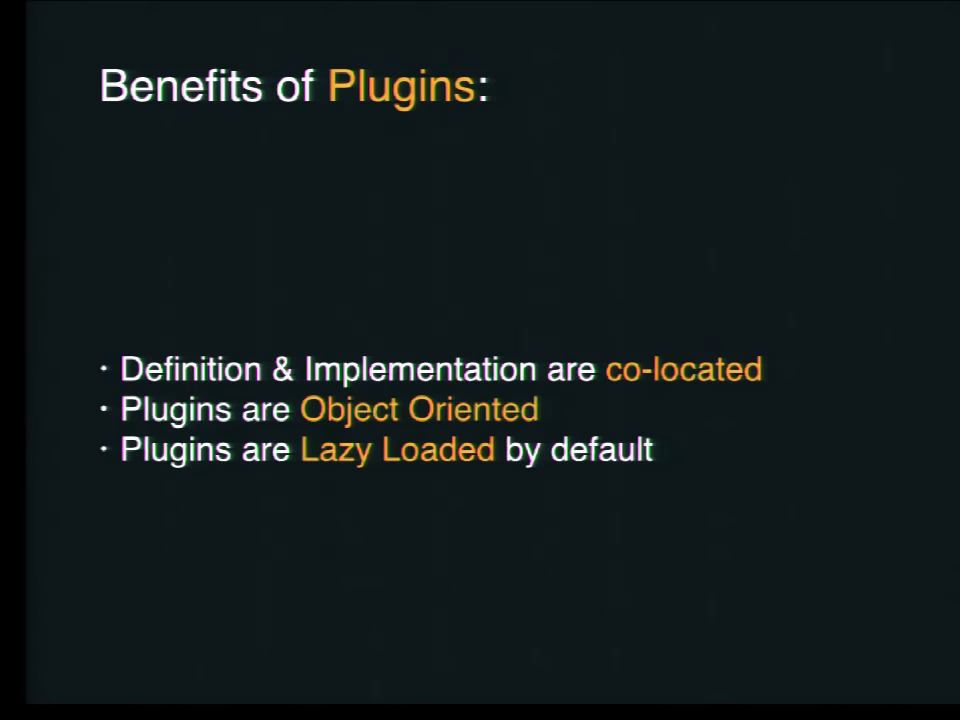 Benefits of Plugins:
· Definition & Implementation are co-located
· Plugins are Object Oriented
· Plugins are Lazy Loaded by default